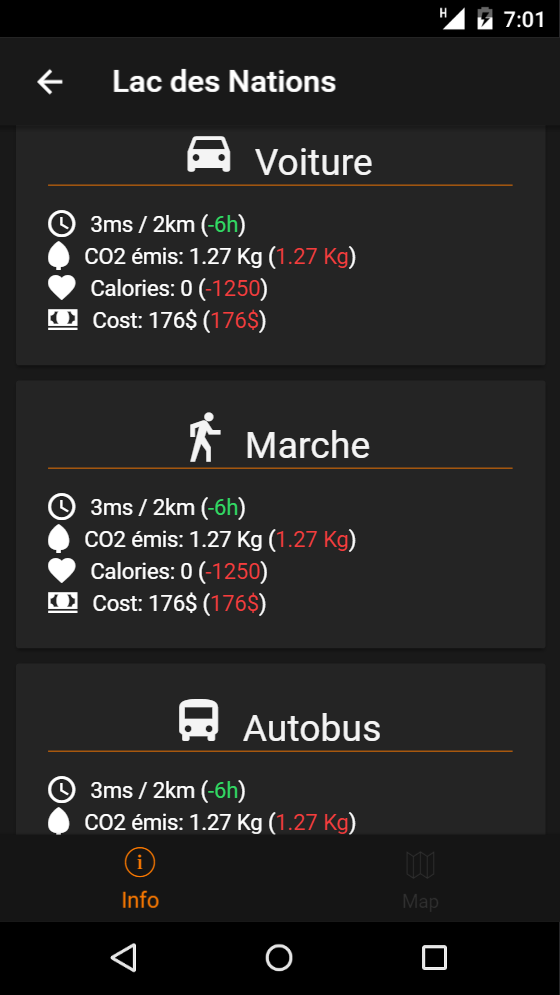 H 7:01
Lac des Nations
Voiture
3ms / 2km (-6h)
CO2 émis: 1.27 Kg (1.27 Kg)
Calories: 0 (-1250)
Cost: 176$ (176$)
Marche
3ms / 2km (-6h)
CO2 émis: 1.27 Kg (1.27 Kg)
Calories: 0 (-1250)
Cost: 176$ (176$)
Autobus
3ms / 2km (-6h)
CO2 émis: 1.27 Kg (1.27 Kg)
Info
Map